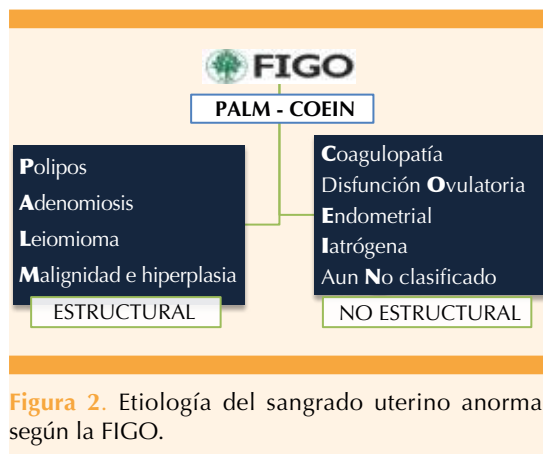 FIGO
PALM - COEIN
Polipos
Adenomiosis
Leiomioma
Malignidad e hiperplasia
ESTRUCTURAL
Coagulopatía
Disfunción Ovulatoria
Endometrial
Iatrógena
Aun No clasificado
NO ESTRUCTURAL
Figura 2. Etiología del sangrado uterino anorma
según la FIGO.